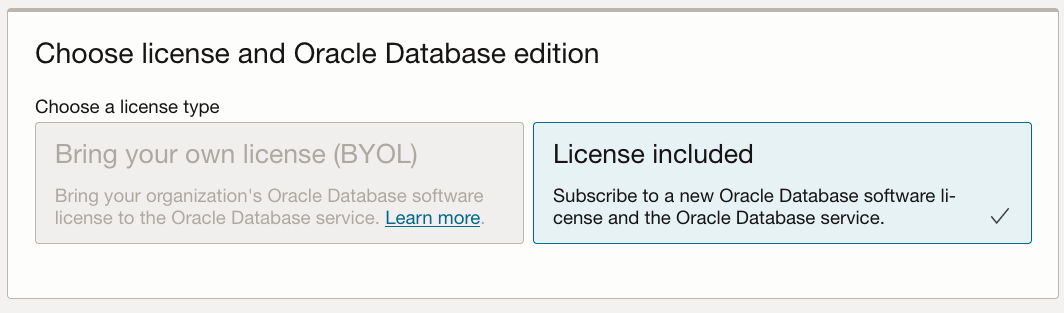 Choose license and Oracle Database edition
Choose a license type
Bring your own license (BYOL)
Bring your organization's Oracle Database software
license to the Oracle Database service. Learn more.
License included
Subscribe to a new Oracle Database software li-
cense and the Oracle Database service.